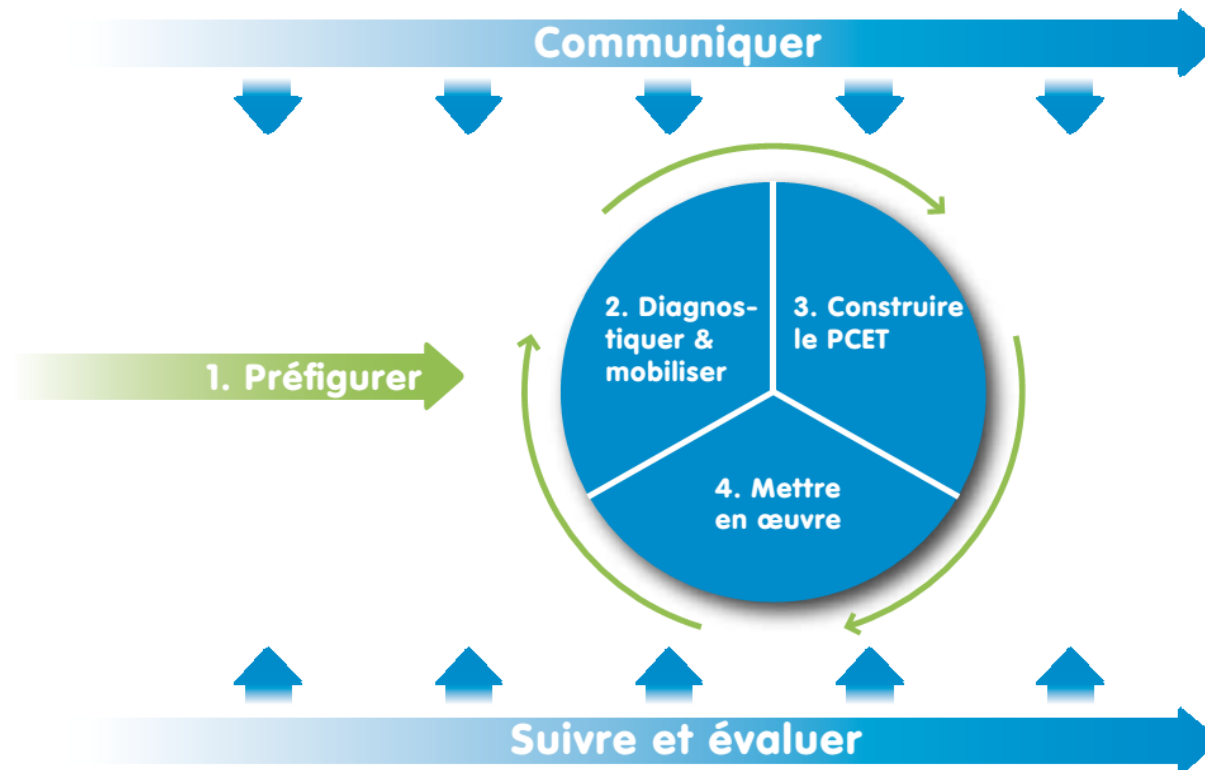 Communiquer
2. Diagnos-
tiquer &
mobiliser
3. Construire
le PCET
1. Préfigurer
4. Mettre
en œuvre
Suivre et évaluer